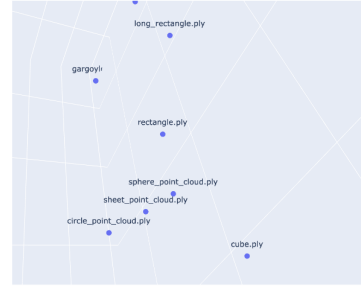 long_rectangle.ply
gargoyl
rectangle.ply
sphere_point_cloud.ply
sheet_point_cloud.ply
circle_point_cloud.ply
cube.ply